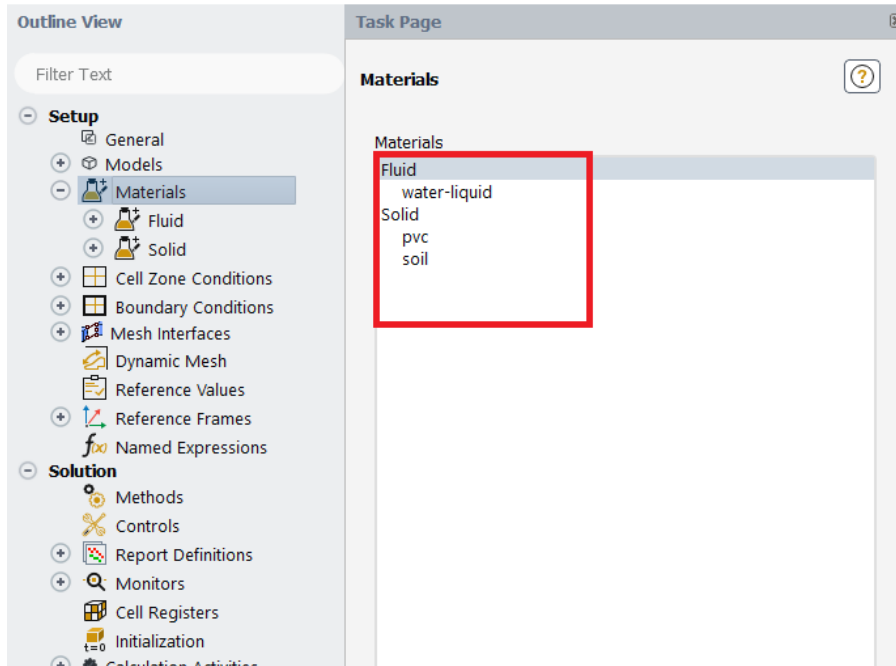 Outline View
Filter Text
Setup
General
Models
Materials
Fluid
Solid
Cell Zone Conditions
Boundary Conditions
Mesh Interfaces
Dynamic Mesh
Reference Values
Reference Frames
f(x) Named Expressions
Solution
Methods
Controls
Report Definitions
Monitors
Cell Registers
t=0 Initialization
Calculation Activities
Task Page
Materials
?
Materials
Fluid
water-liquid
Solid
pvc
soil